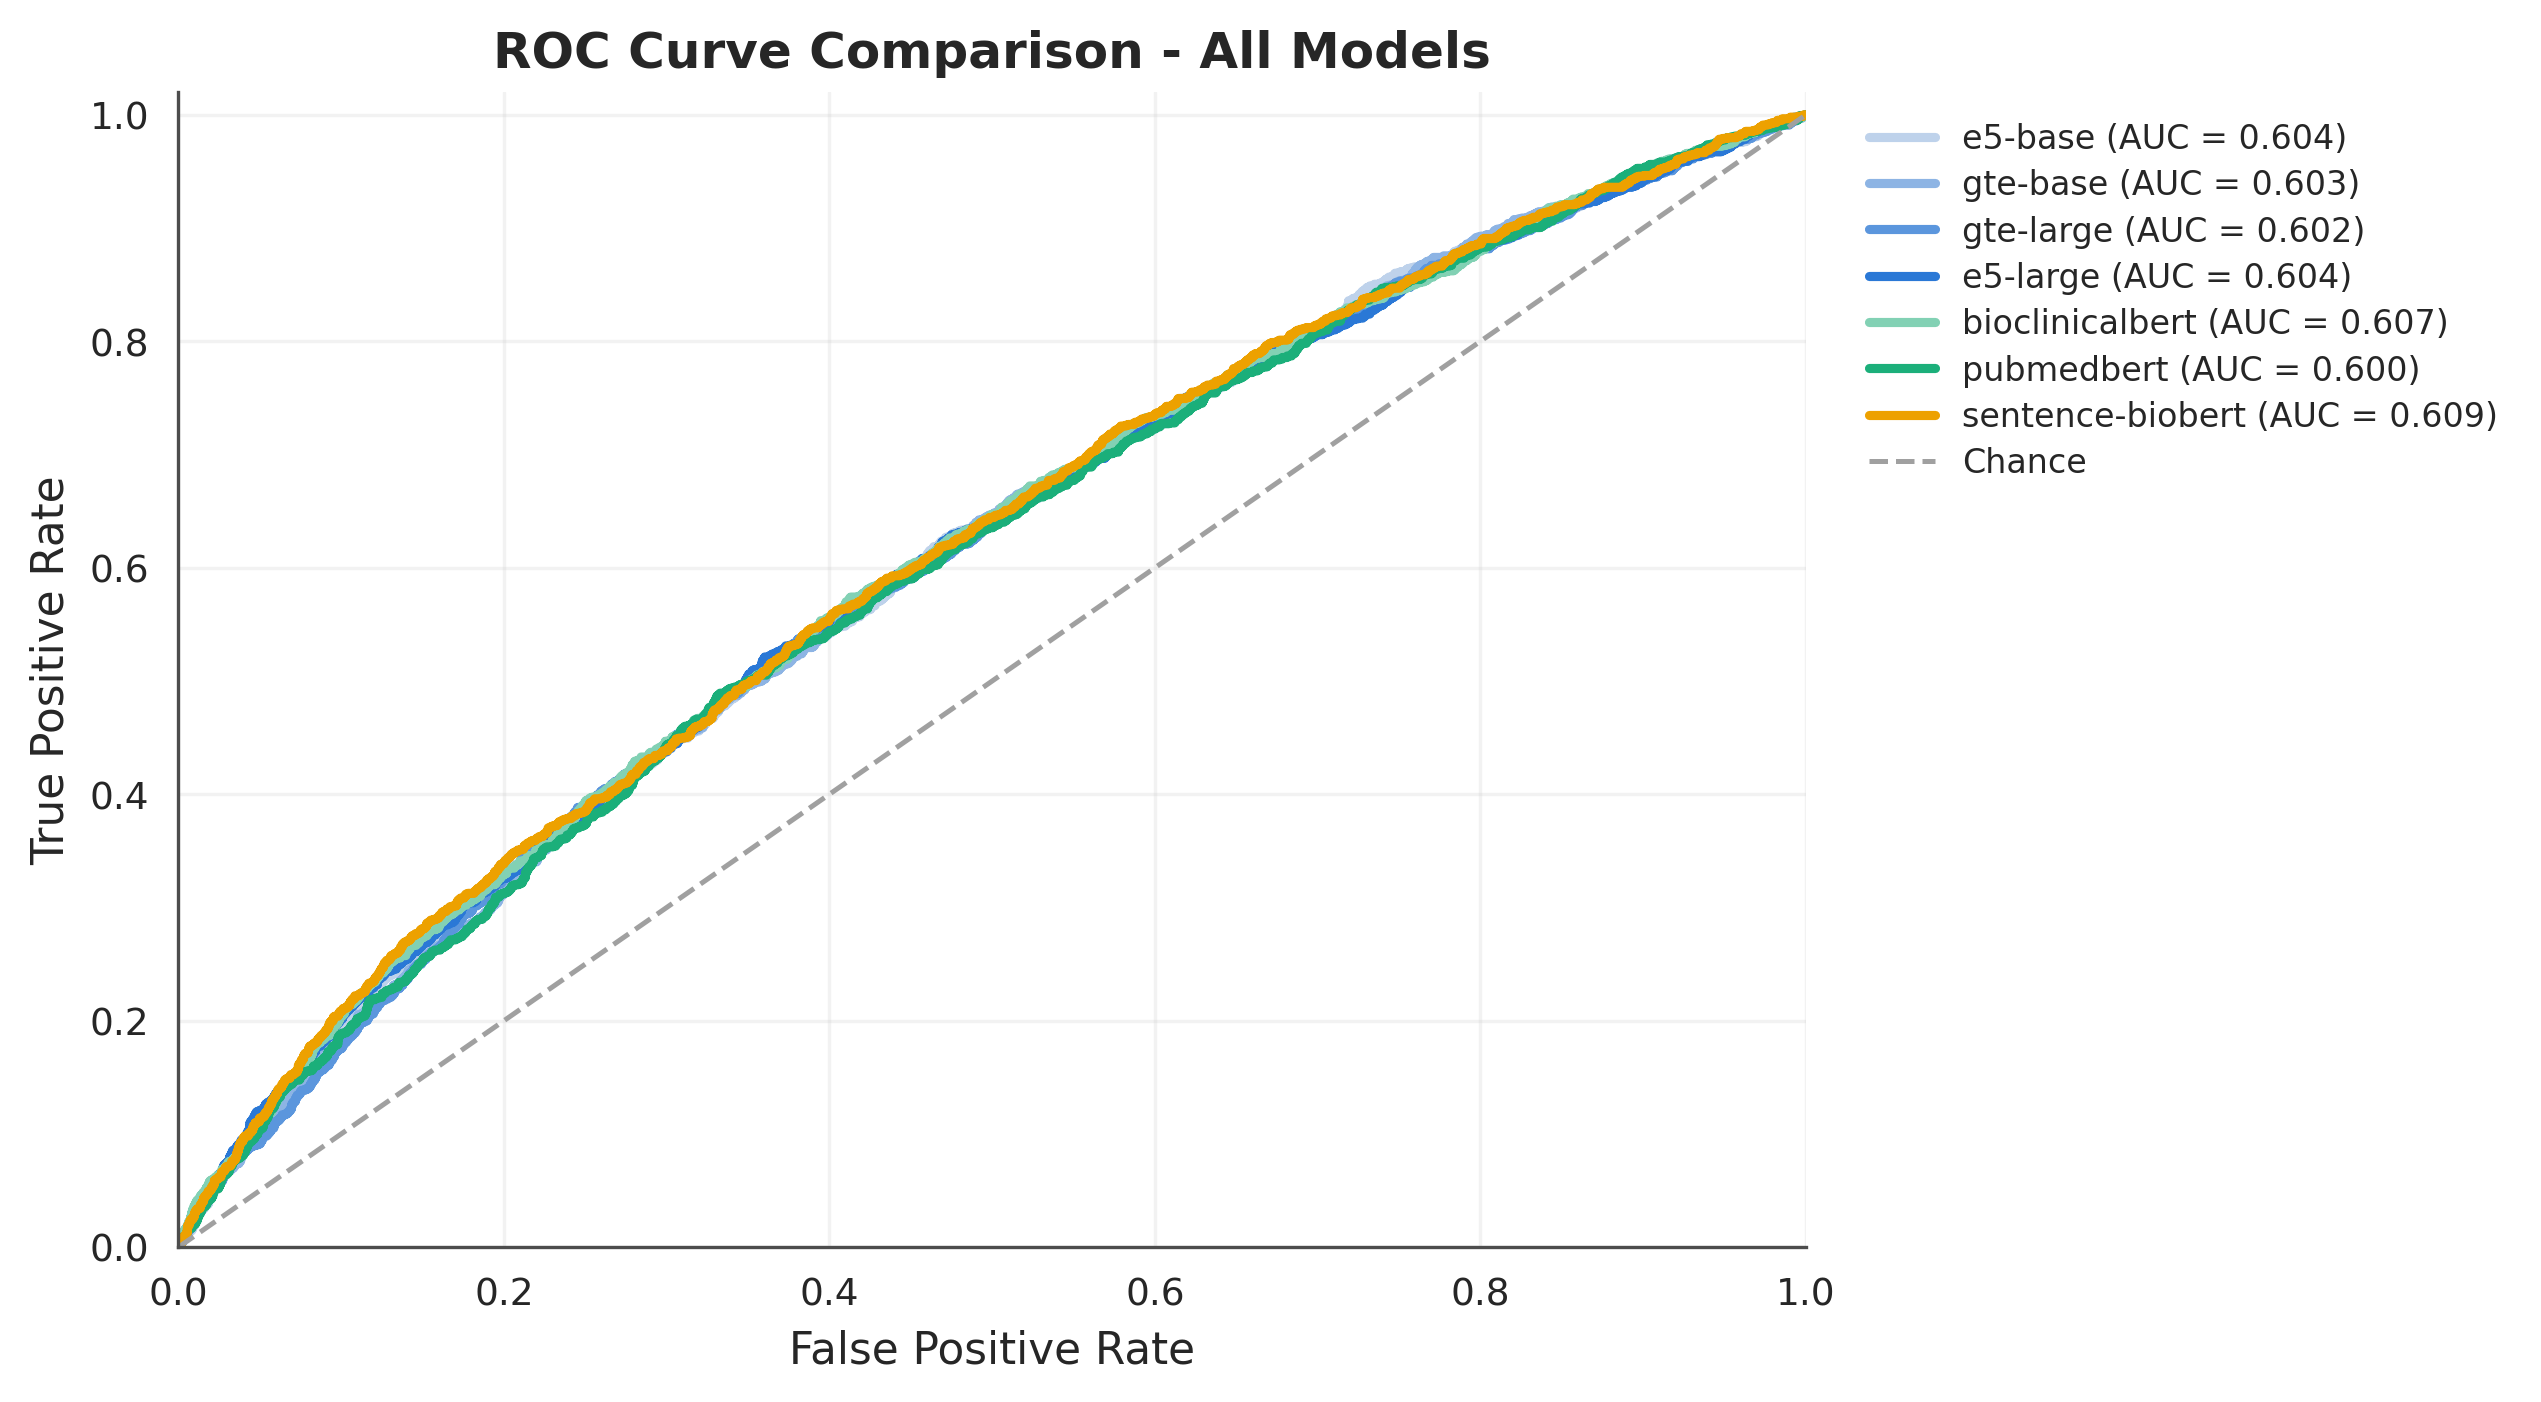 ROC Curve Comparison - All Models
True Positive Rate
1.0
0.8
0.6
0.4
0.2
0.0
0.0
0.2
0.4
0.6
0.8
1.0
False Positive Rate
e5-base (AUC = 0.604)
gte-base (AUC = 0.603)
gte-large (AUC = 0.602)
e5-large (AUC = 0.604)
bioclinicalbert (AUC = 0.607)
pubmedbert (AUC = 0.600)
sentence-biobert (AUC = 0.609)
Chance